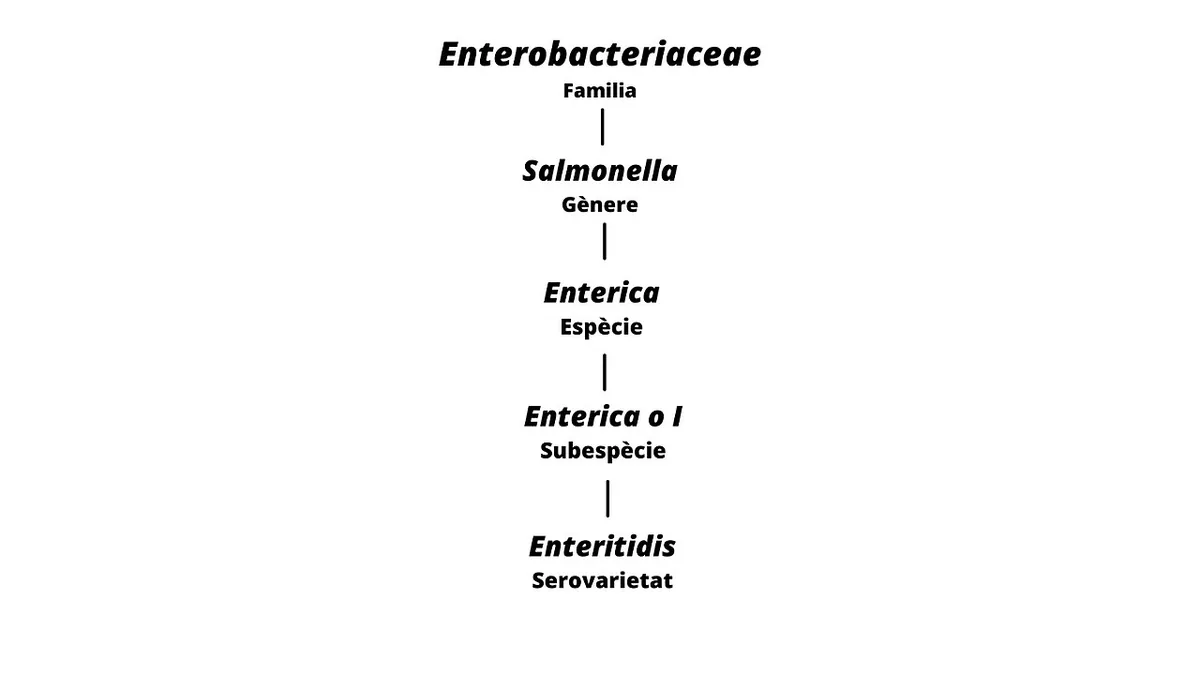 Enterobacteriaceae
Familia
Salmonella
Gènere
Enterica
Espècie
Enterica o I
Subespècie
Enteritidis
Serovarietat